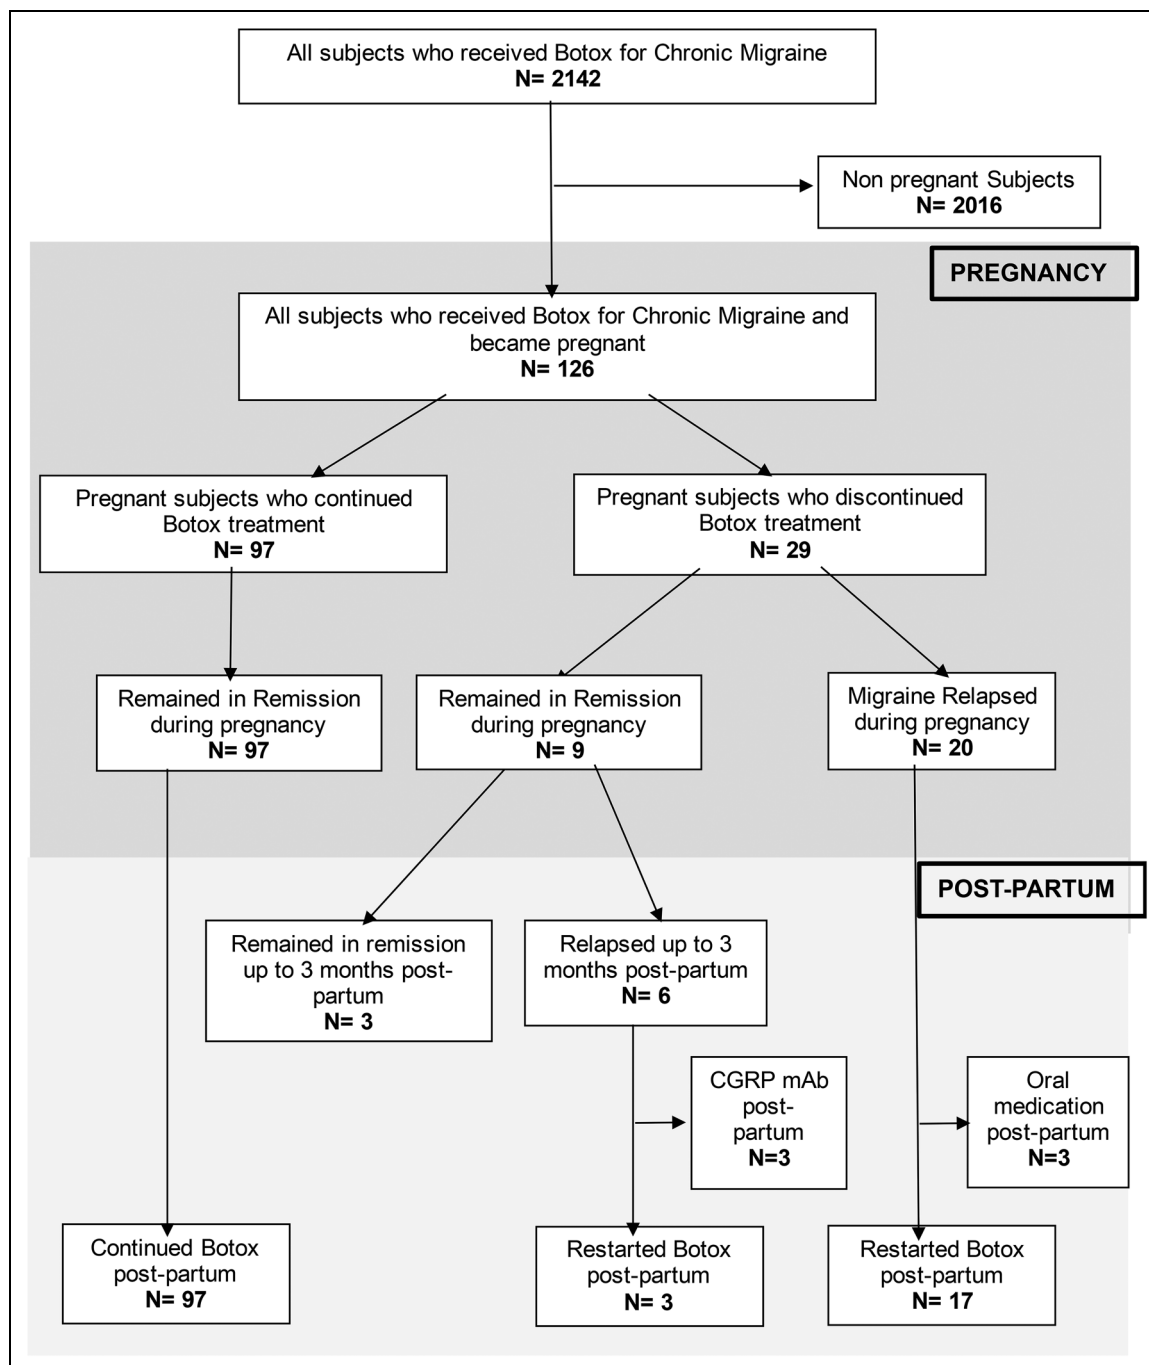 All subjects who received Botox for Chronic Migraine
N= 2142
Non pregnant Subjects
N= 2016
PREGNANCY
All subjects who received Botox for Chronic Migraine and
became pregnant
N= 126
Pregnant subjects who continued
Botox treatment
N= 97
Pregnant subjects who discontinued
Botox treatment
N= 29
Remained in Remission
during pregnancy
N= 97
Remained in Remission
during pregnancy
N= 9
Migraine Relapsed
during pregnancy
N= 20
POST-PARTUM
Remained in remission
up to 3 months post-
partum
N= 3
Relapsed up to 3
months post-partum
N= 6
CGRP mAb
post-
partum
N=3
Oral
medication
post-partum
N=3
Continued Botox
post-partum
N= 97
Restarted Botox
post-partum
N= 3
Restarted Botox
post-partum
N= 17